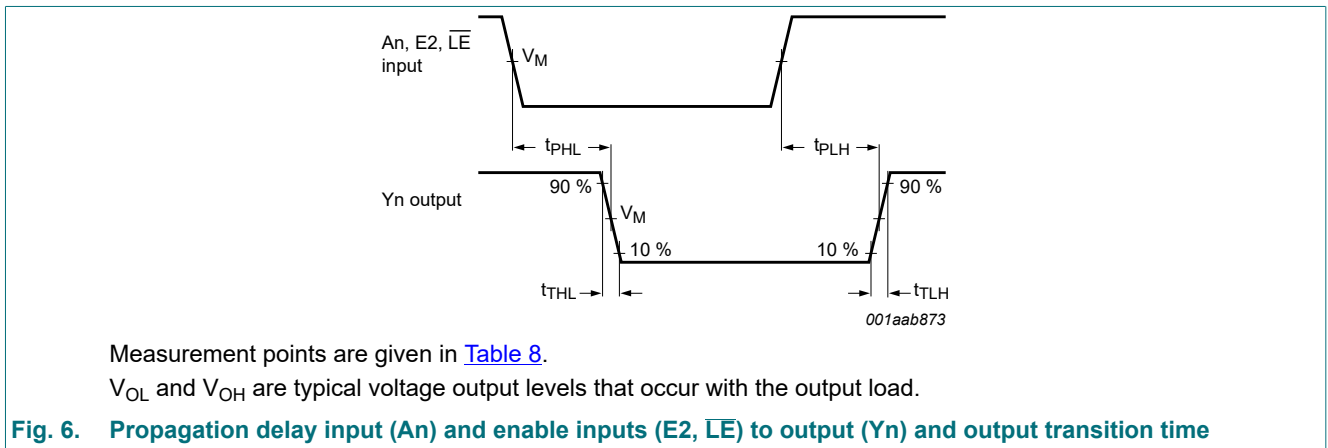 An, E2, L̅E̅
input
VM
tPHL
tPLH
Yn output
90 %
VM
10 %
10 %
90 %
tTHL
tTLH
001aab873
Measurement points are given in Table 8.
VOL and VOH are typical voltage output levels that occur with the output load.
Fig. 6. Propagation delay input (An) and enable inputs (E2, L̅E̅) to output (Yn) and output transition time